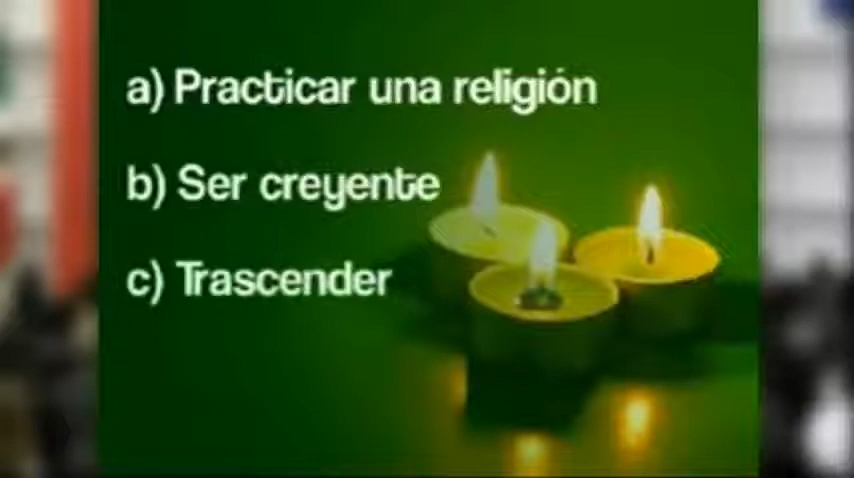 a) Practicar una religión
b) Ser creyente
c) Trascender